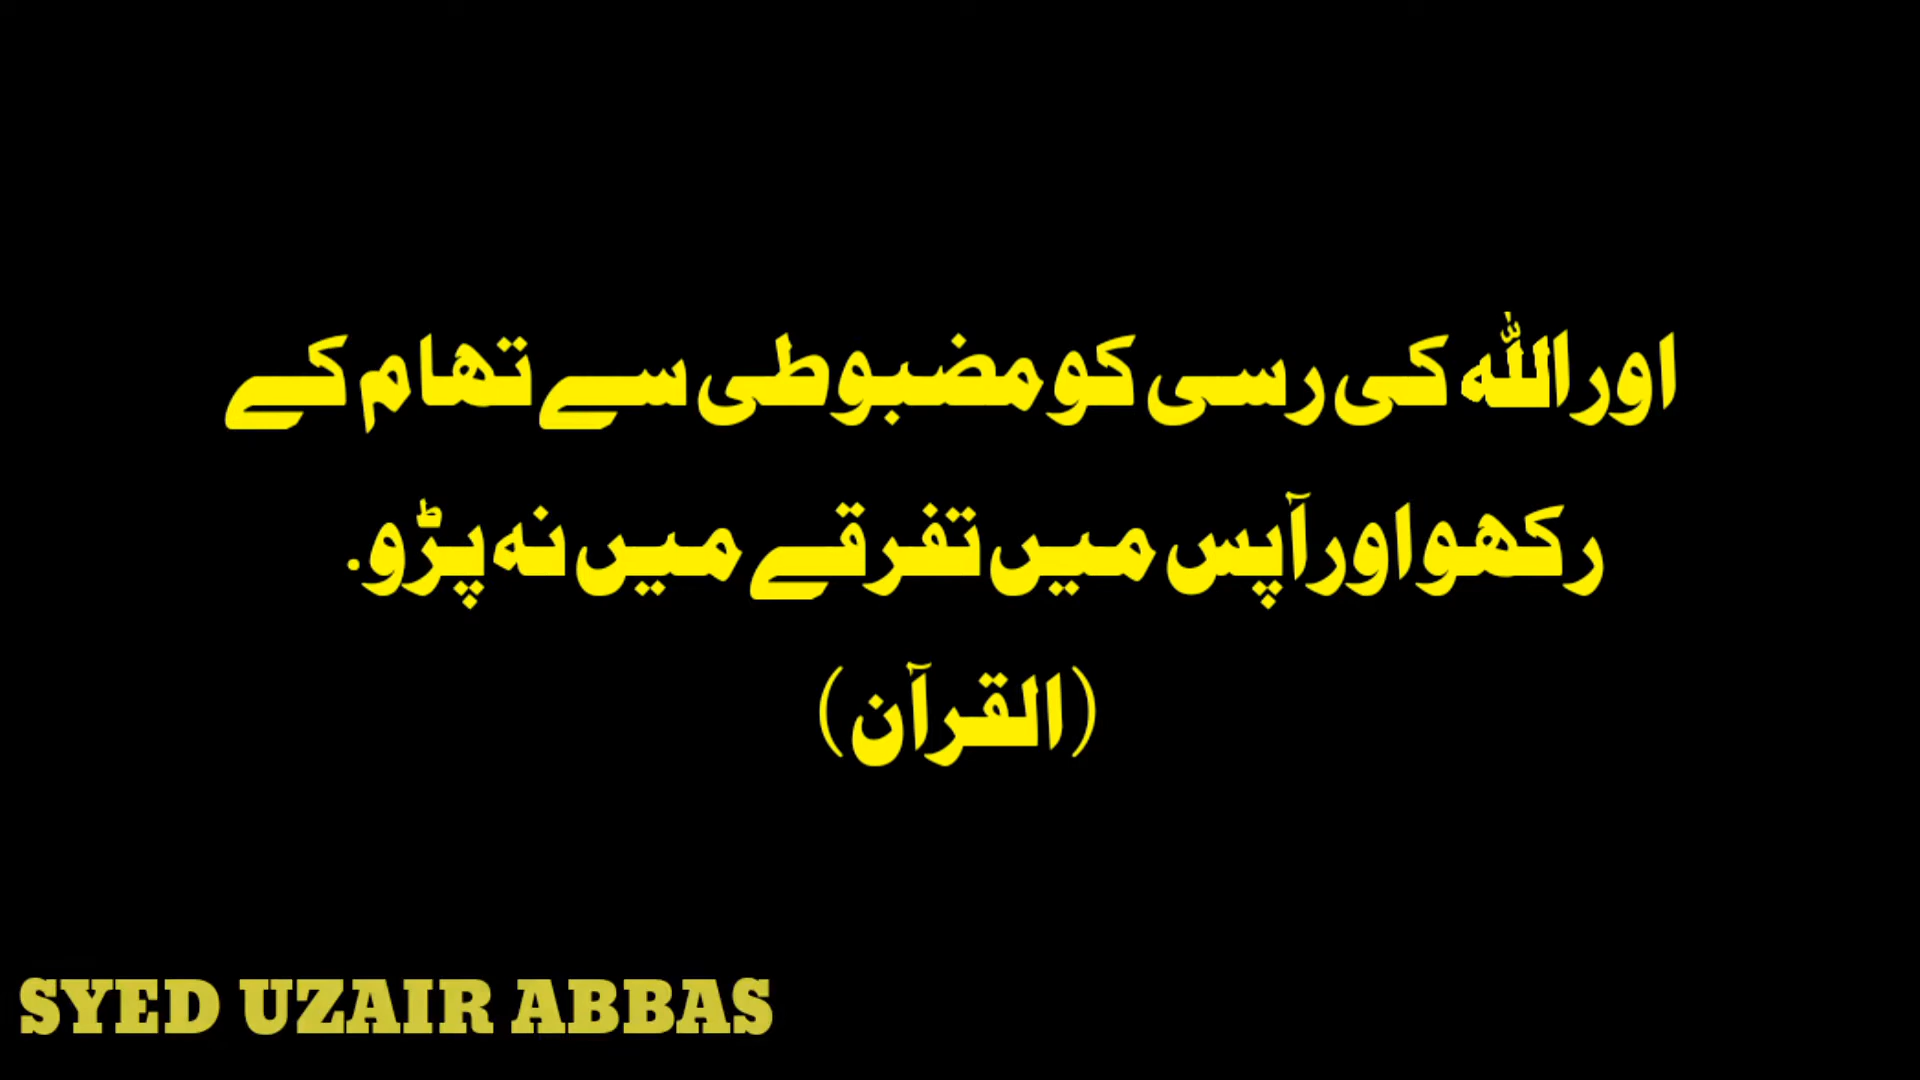 اور اللہ کی رسی کو مضبوطی سے تھام کے
رکھو اور آپس میں تفرقے میں نہ پڑو.
(القرآن)
SYED UZAIR ABBAS